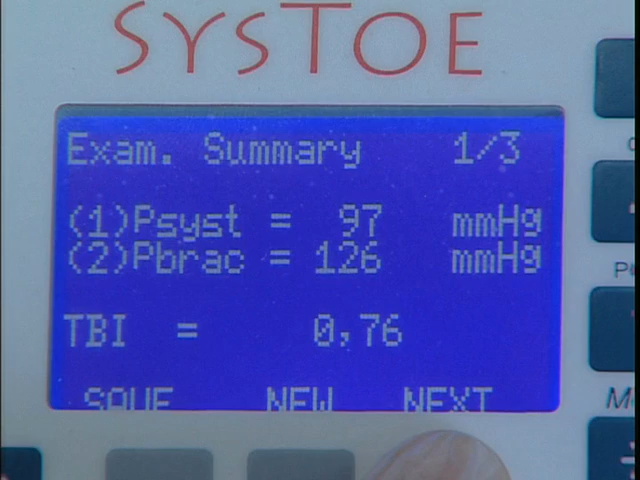 SYSTOE
Exam. Summary 1/3
(1)Psyst = 97 mmHg
(2)Pbrac = 126 mmHg
TBI = 0,76
SAVE NEW NEXT